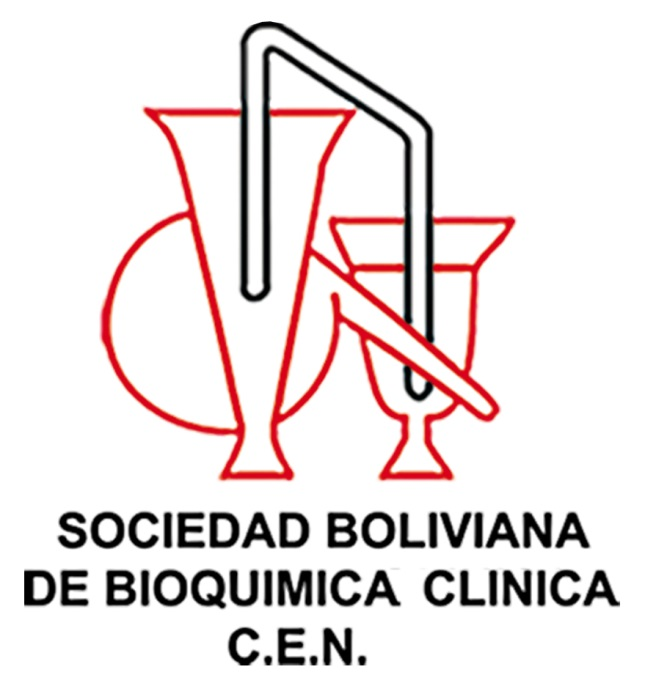 SOCIEDAD BOLIVIANA
DE BIOQUIMICA CLINICA
C.E.N.